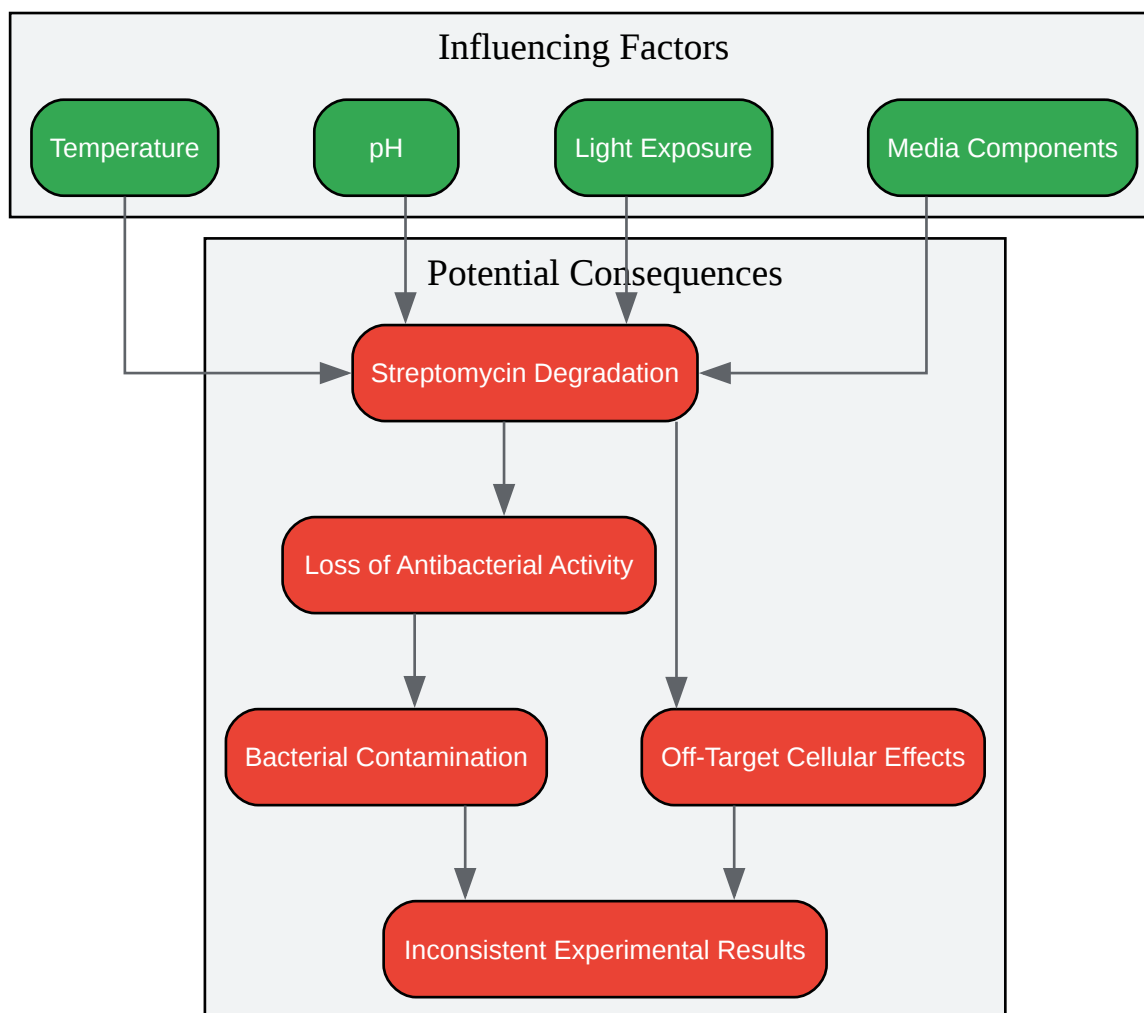 Influencing Factors
Temperature
pH
Light Exposure
Media Components
Potential Consequences
Streptomycin Degradation
Loss of Antibacterial Activity
Bacterial Contamination
Off-Target Cellular Effects
Inconsistent Experimental Results